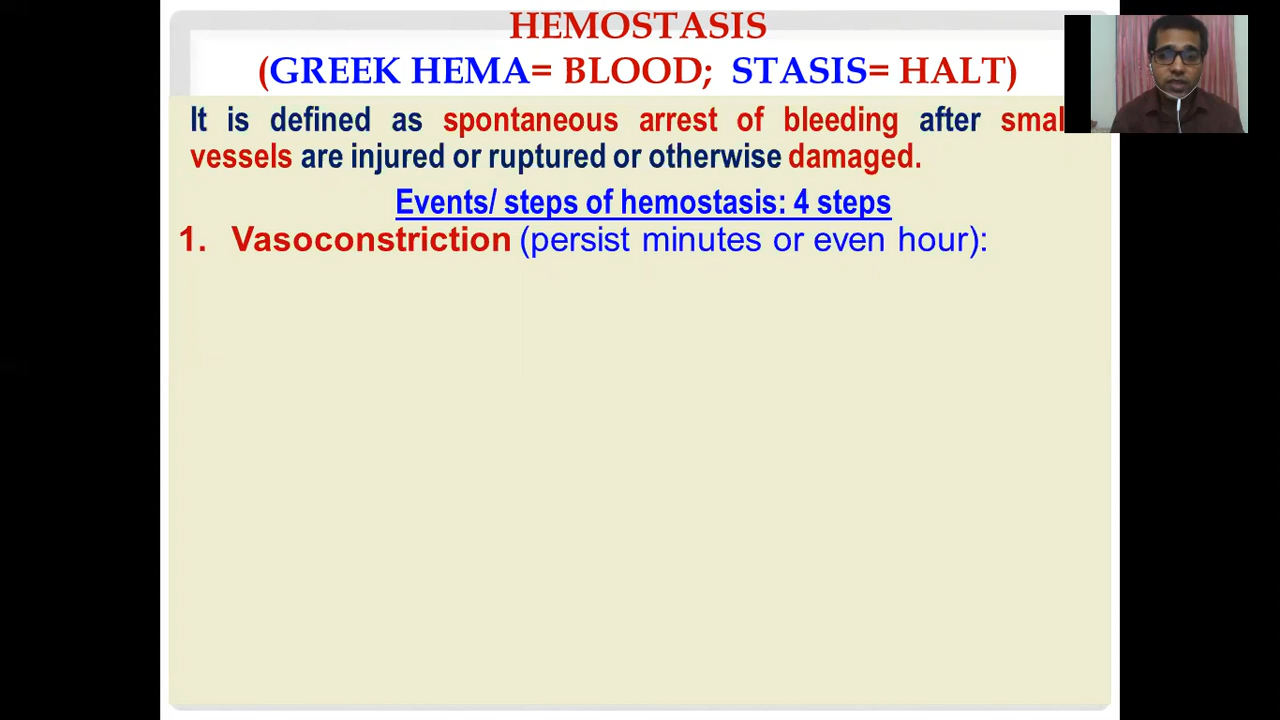 HEMOSTASIS
(GREEK HEMA= BLOOD; STASIS= HALT)
It is defined as spontaneous arrest of bleeding after smal
vessels are injured or ruptured or otherwise damaged.
Events/ steps of hemostasis: 4 steps
1. Vasoconstriction (persist minutes or even hour):